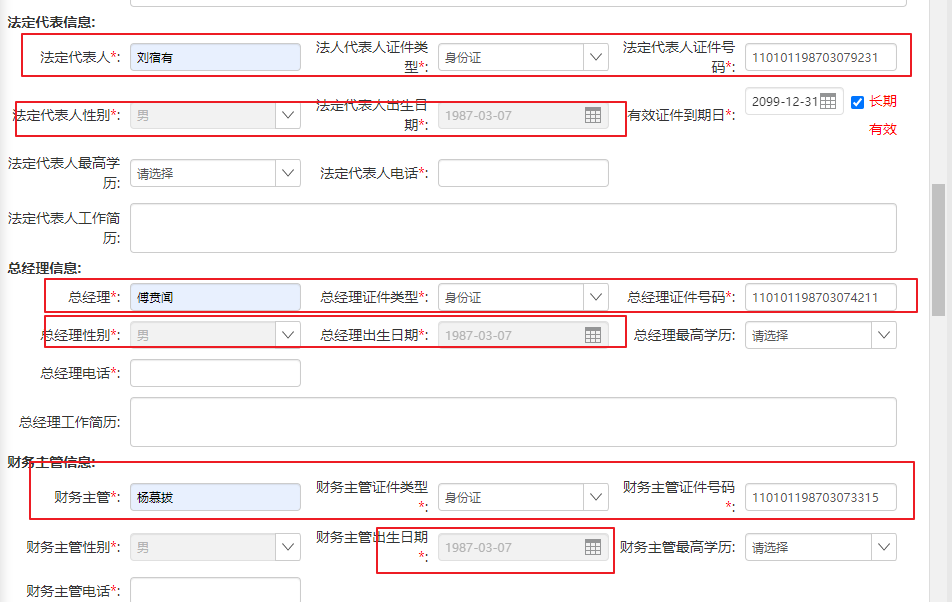 法定代表信息:
法定代表人*: 刘宿有 法人代表人证件类型*: 身份证 法定代表人证件号码*: 110101198703079231
法定代表人性别*: 男 法定代表人出生日期*: 1987-03-07 有效证件到期日*: 2099-12-31 长期有效
法定代表人最高学历: 请选择 法定代表人电话*:
法定代表人工作简历:
总经理信息:
总经理*: 傅贲闻 总经理证件类型*: 身份证 总经理证件号码*: 110101198703074211
总经理性别*: 男 总经理出生日期*: 1987-03-07 总经理最高学历: 请选择
总经理电话*:
总经理工作简历:
财务主管信息:
财务主管*: 杨慕拔 财务主管证件类型*: 身份证 财务主管证件号码*: 110101198703073315
财务主管性别*: 男 财务主管出生日期*: 1987-03-07 财务主管最高学历: 请选择
财务主管电话*: